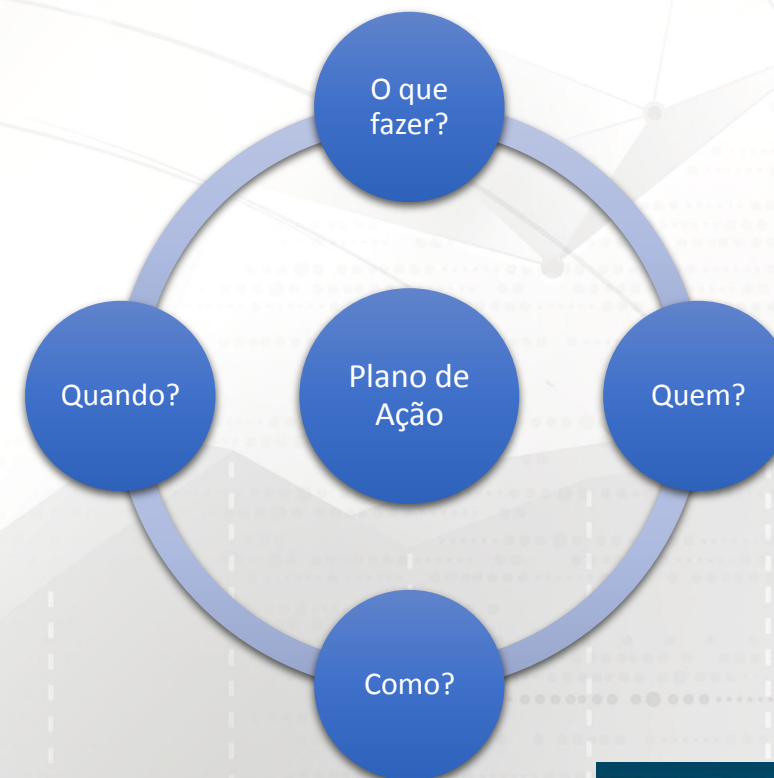 O que
fazer?
Quando?
Plano de
Ação
Quem?
Como?